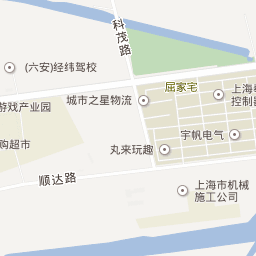 科茂路
(六安)经纬驾校
屈家宅
城市之星物流
上海
控制器
游戏产业园
宇帆电气
购超市
丸来玩趣
顺达路
上海市机械
施工公司